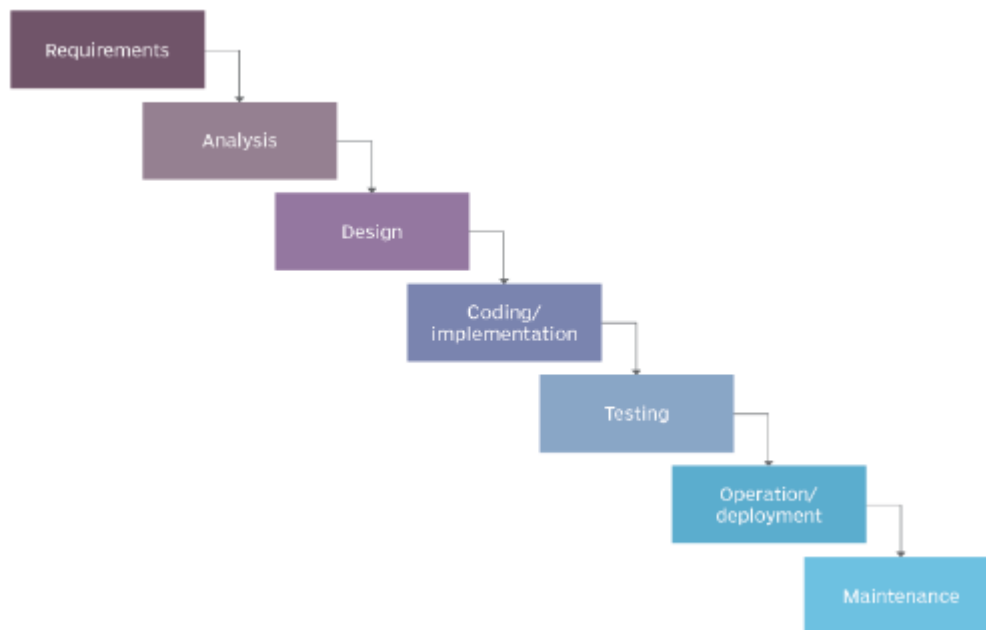 Requirements
Analysis
Design
Coding/
implementation
Testing
Operation/
deployment
Maintenance